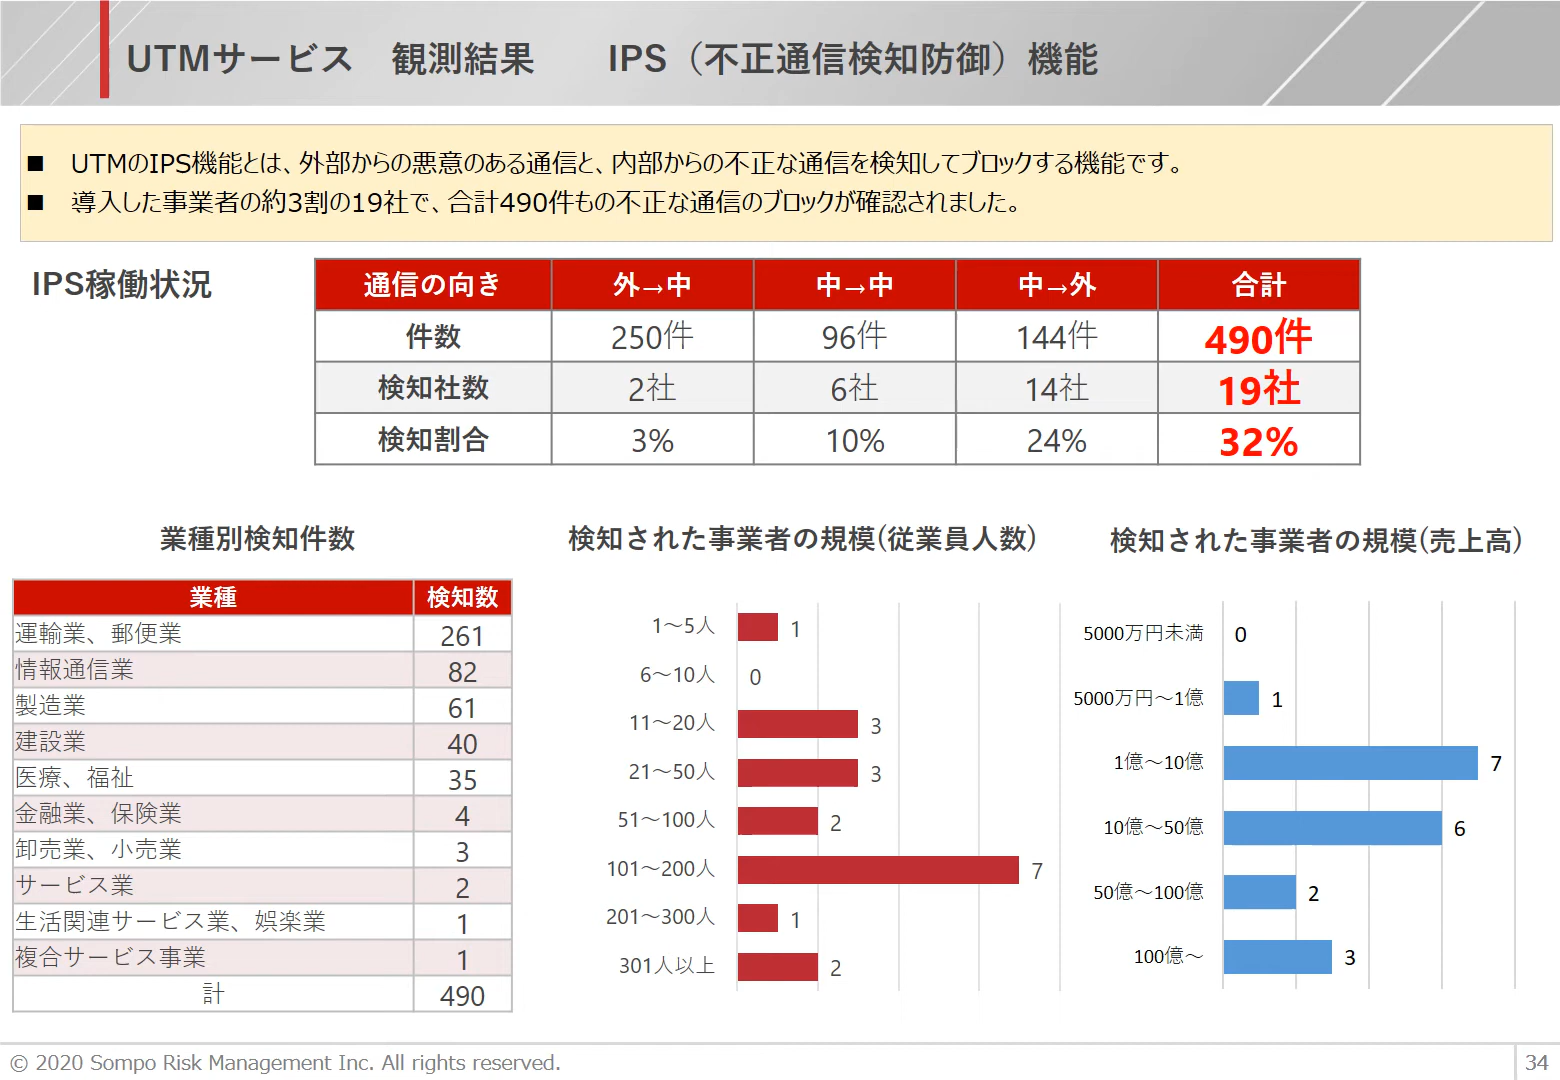 UTMサービス　観測結果　　IPS（不正通信検知防御）機能
■ UTMのIPS機能とは、外部からの悪意のある通信と、内部からの不正な通信を検知してブロックする機能です。
■ 導入した事業者の約3割の19社で、合計490件もの不正な通信のブロックが確認されました。
IPS稼働状況
通信の向き 外→中 中→中 中→外 合計
件数 250件 96件 144件 490件
検知社数 2社 6社 14社 19社
検知割合 3% 10% 24% 32%
業種別検知件数
業種 検知数
運輸業、郵便業 261
情報通信業 82
製造業 61
建設業 40
医療、福祉 35
金融業、保険業 4
卸売業、小売業 3
サービス業 2
生活関連サービス業、娯楽業 1
複合サービス事業 1
計 490
検知された事業者の規模(従業員人数)
1～5人 1
6～10人 0
11～20人 3
21～50人 3
51～100人 2
101～200人 7
201～300人 1
301人以上 2
検知された事業者の規模(売上高)
5000万円未満 0
5000万円～1億 1
1億～10億 7
10億～50億 6
50億～100億 2
100億～ 3
© 2020 Sompo Risk Management Inc. All rights reserved.
34